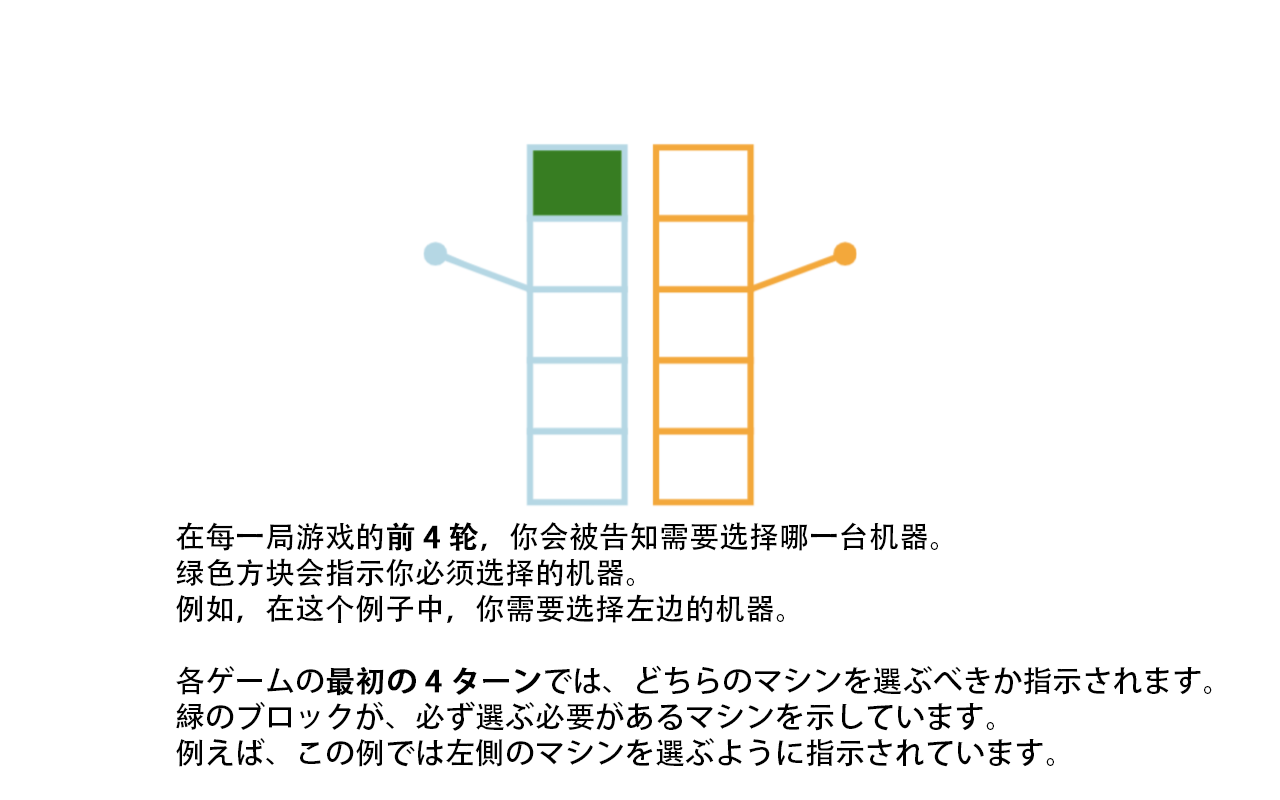 在每一局游戏的前 4 轮，你会被告知需要选择哪一台机器。
绿色方块会指示你必须选择的机器。
例如，在这个例子中，你需要选择左边的机器。
各ゲームの最初の 4 ターンでは、どちらのマシンを選ぶべきか指示されます。
緑のブロックが、必ず選ぶ必要があるマシンを示しています。
例えば、この例では左側のマシンを選ぶように指示されています。